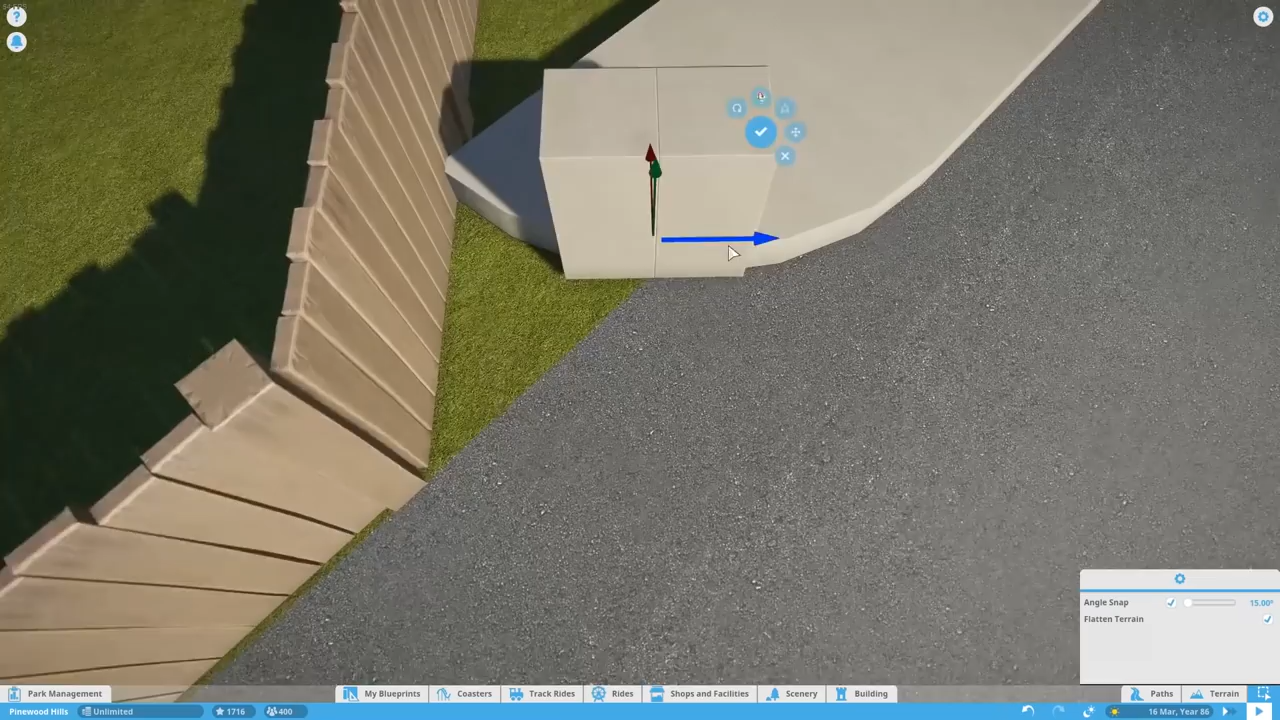 ?
Angle Snap 15.00°
Flatten Terrain
Park Management My Blueprints Coasters Track Rides Rides Shops and Facilities Scenery Building Paths Terrain
Pinewood Hills Unlimited 1716 400 16 Mar, Year 86